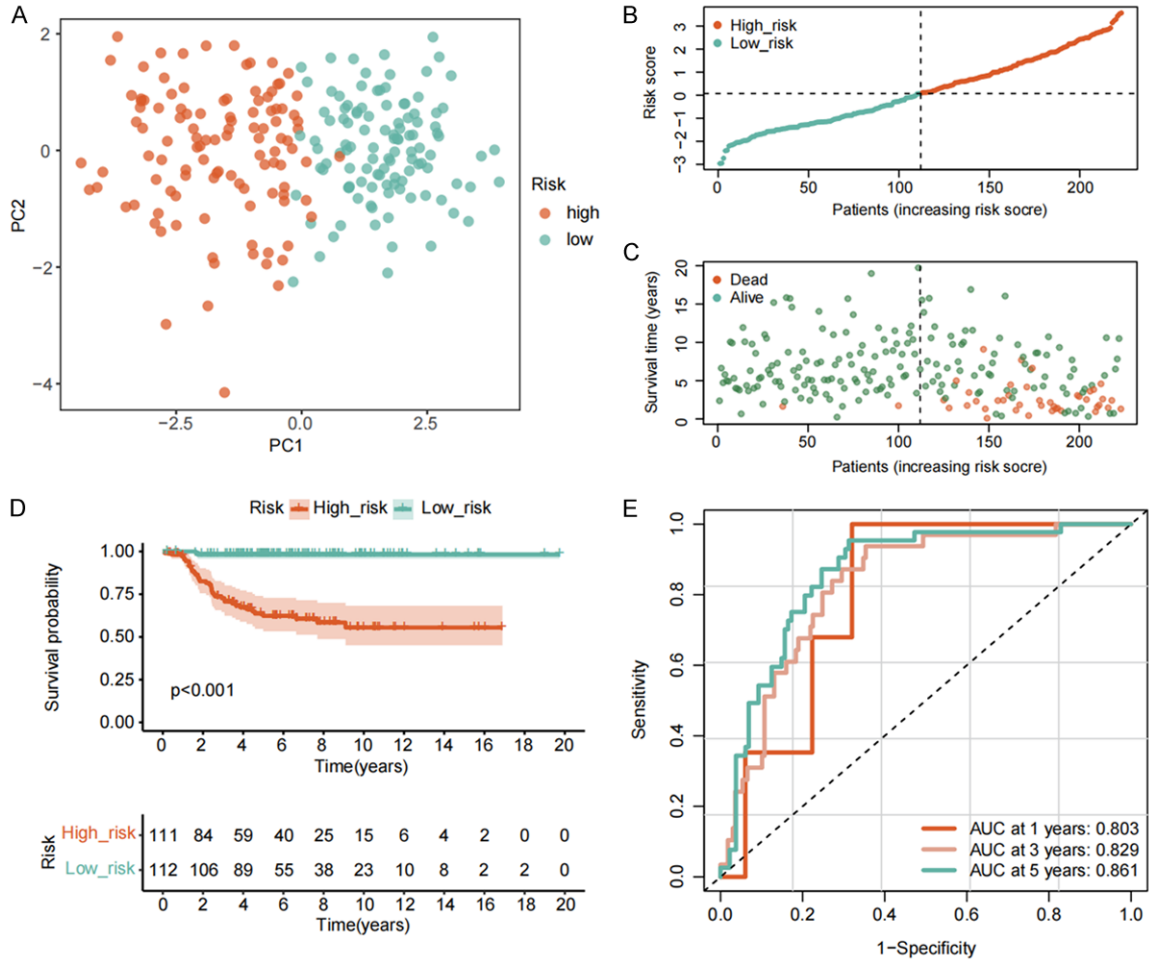 A
2
0
−2
−4
PC2
−2.5
0.0
2.5
PC1
Risk
high
low
B
High_risk
Low_risk
3
2
1
0
−1
−2
−3
Risk score
0
50
100
150
200
Patients (increasing risk socre)
C
Dead
Alive
20
15
10
5
0
Survival time (years)
0
50
100
150
200
Patients (increasing risk socre)
D
Risk
High_risk
Low_risk
1.00
0.75
0.50
0.25
0.00
Survival probability
p<0.001
0 2 4 6 8 10 12 14 16 18 20
Time(years)
Risk
High_risk 111 84 59 40 25 15 6 4 2 0 0
Low_risk 112 106 89 55 38 23 10 8 2 2 0
0 2 4 6 8 10 12 14 16 18 20
Time(years)
E
1.0
0.8
0.6
0.4
0.2
0.0
Sensitivity
AUC at 1 years: 0.803
AUC at 3 years: 0.829
AUC at 5 years: 0.861
0.0 0.2 0.4 0.6 0.8 1.0
1−Specificity